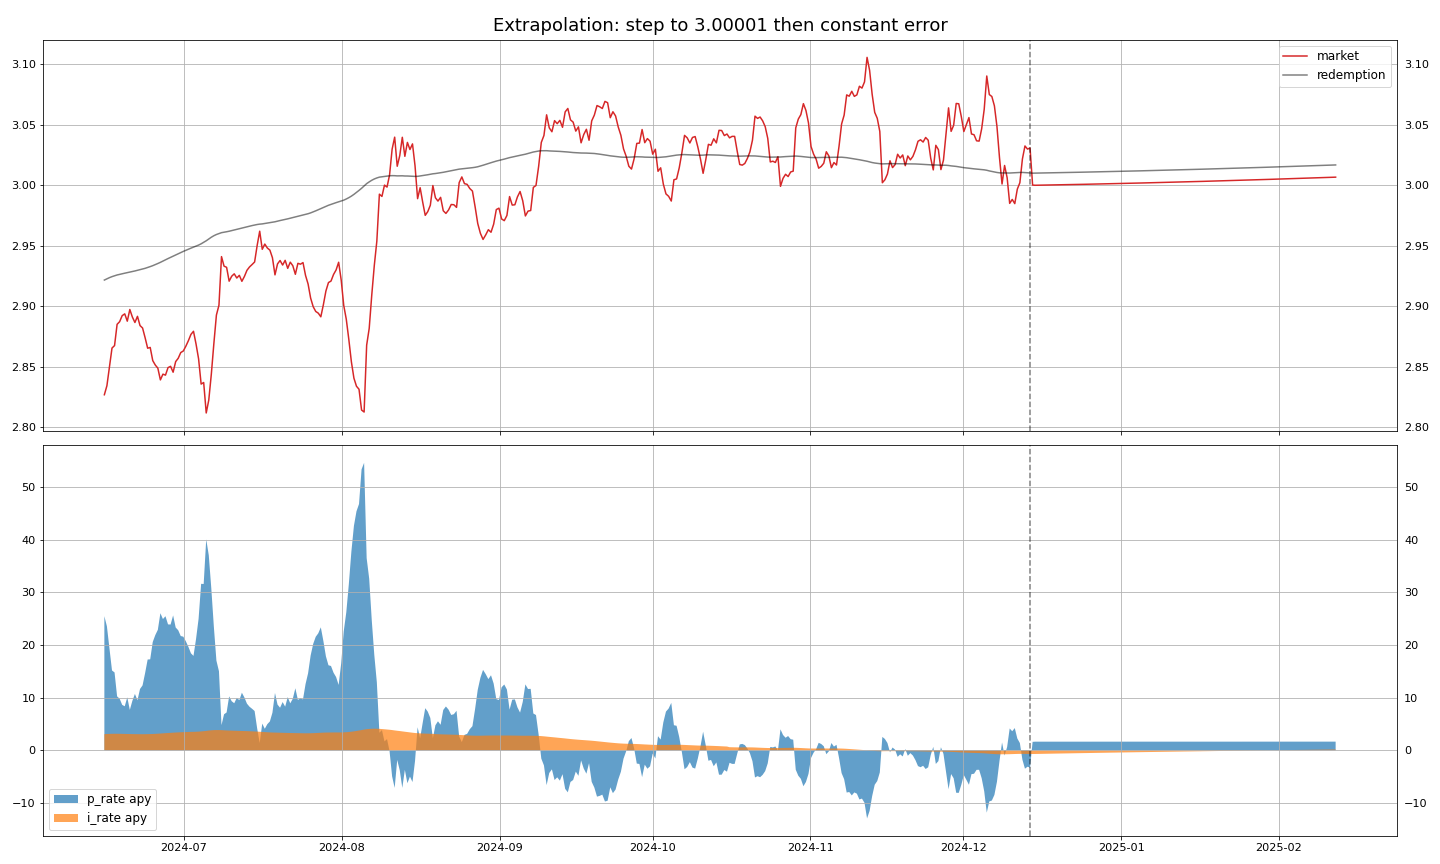 Extrapolation: step to 3.00001 then constant error
market
redemption
3.10 3.10
3.05 3.05
3.00 3.00
2.95 2.95
2.90 2.90
2.85 2.85
2.80 2.80
50 50
40 40
30 30
20 20
10 10
0 0
−10 −10
p_rate apy
i_rate apy
2024-07 2024-08 2024-09 2024-10 2024-11 2024-12 2025-01 2025-02